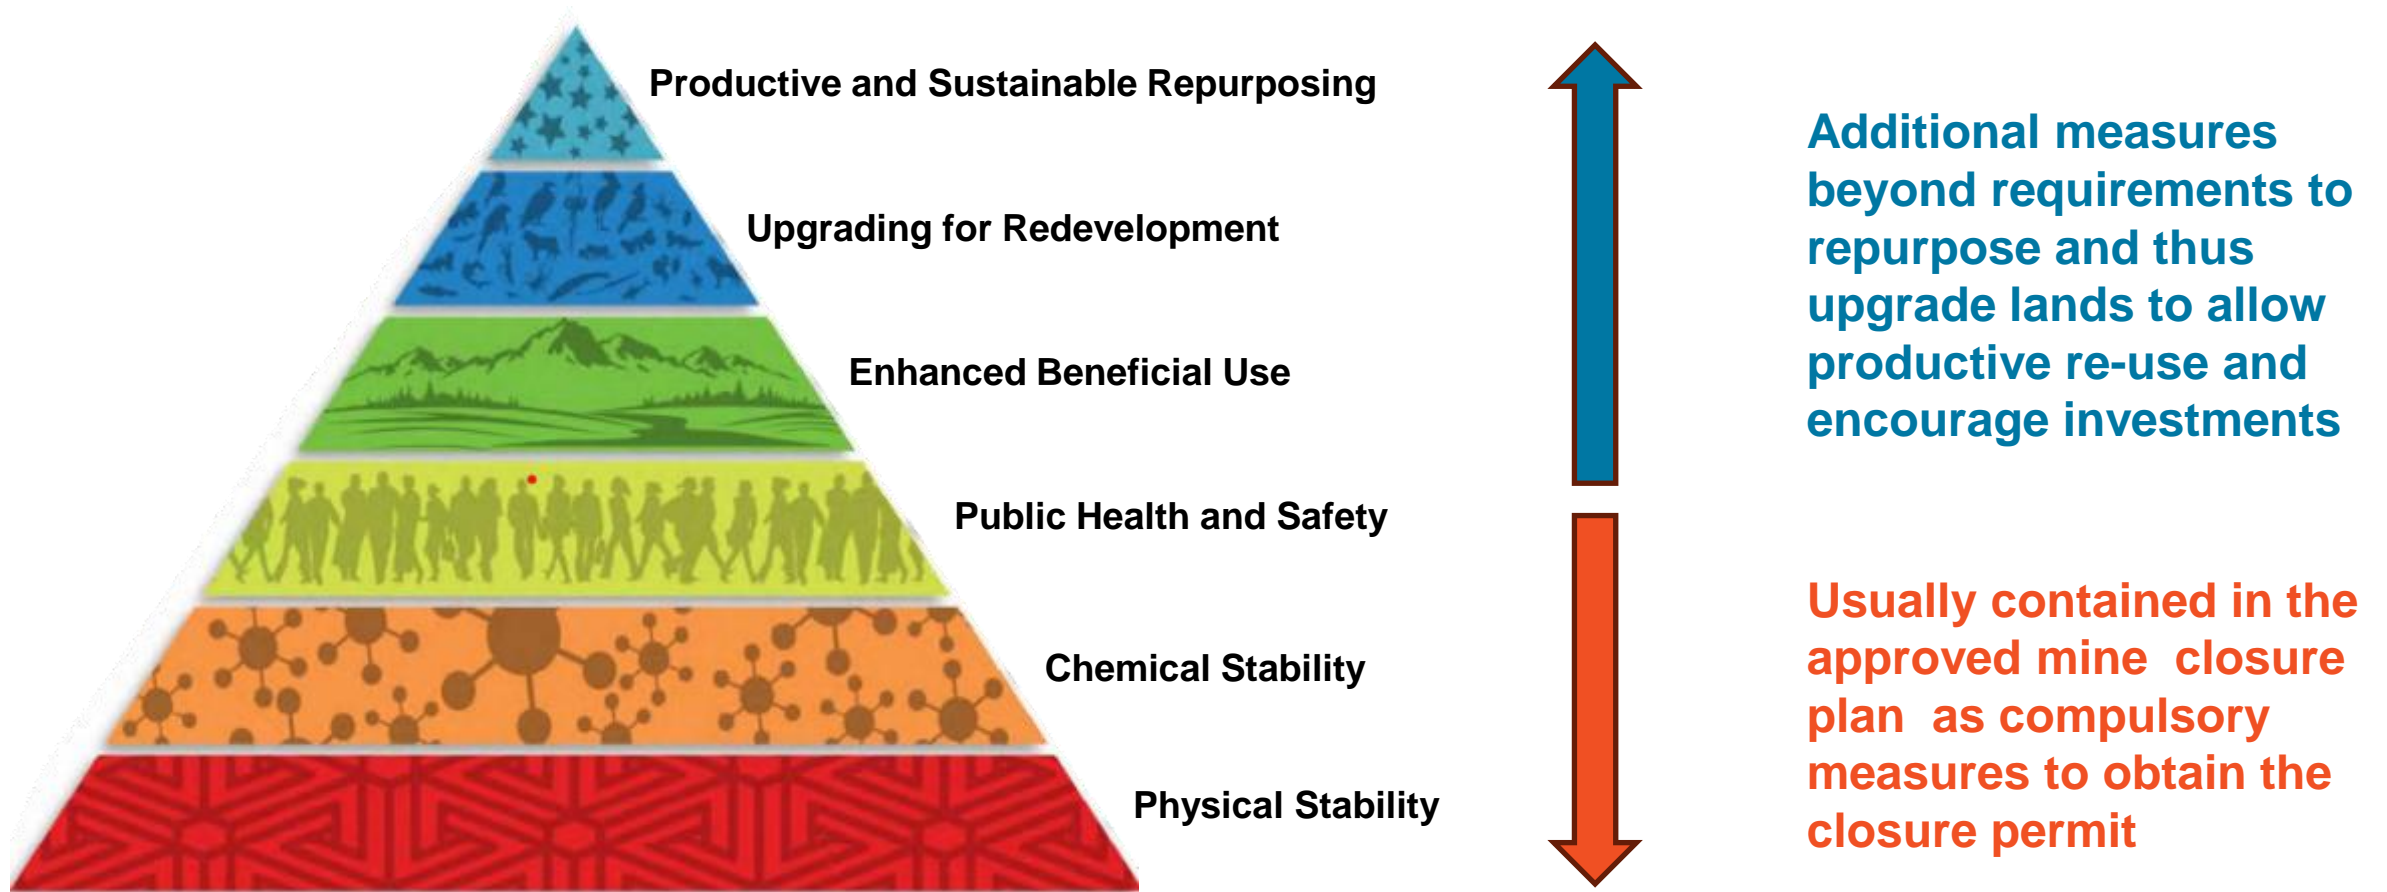 Productive and Sustainable Repurposing
Upgrading for Redevelopment
Enhanced Beneficial Use
Public Health and Safety
Chemical Stability
Physical Stability
Additional measures
beyond requirements to
repurpose and thus
upgrade lands to allow
productive re-use and
encourage investments
Usually contained in the
approved mine  closure
plan  as compulsory
measures to obtain the
closure permit